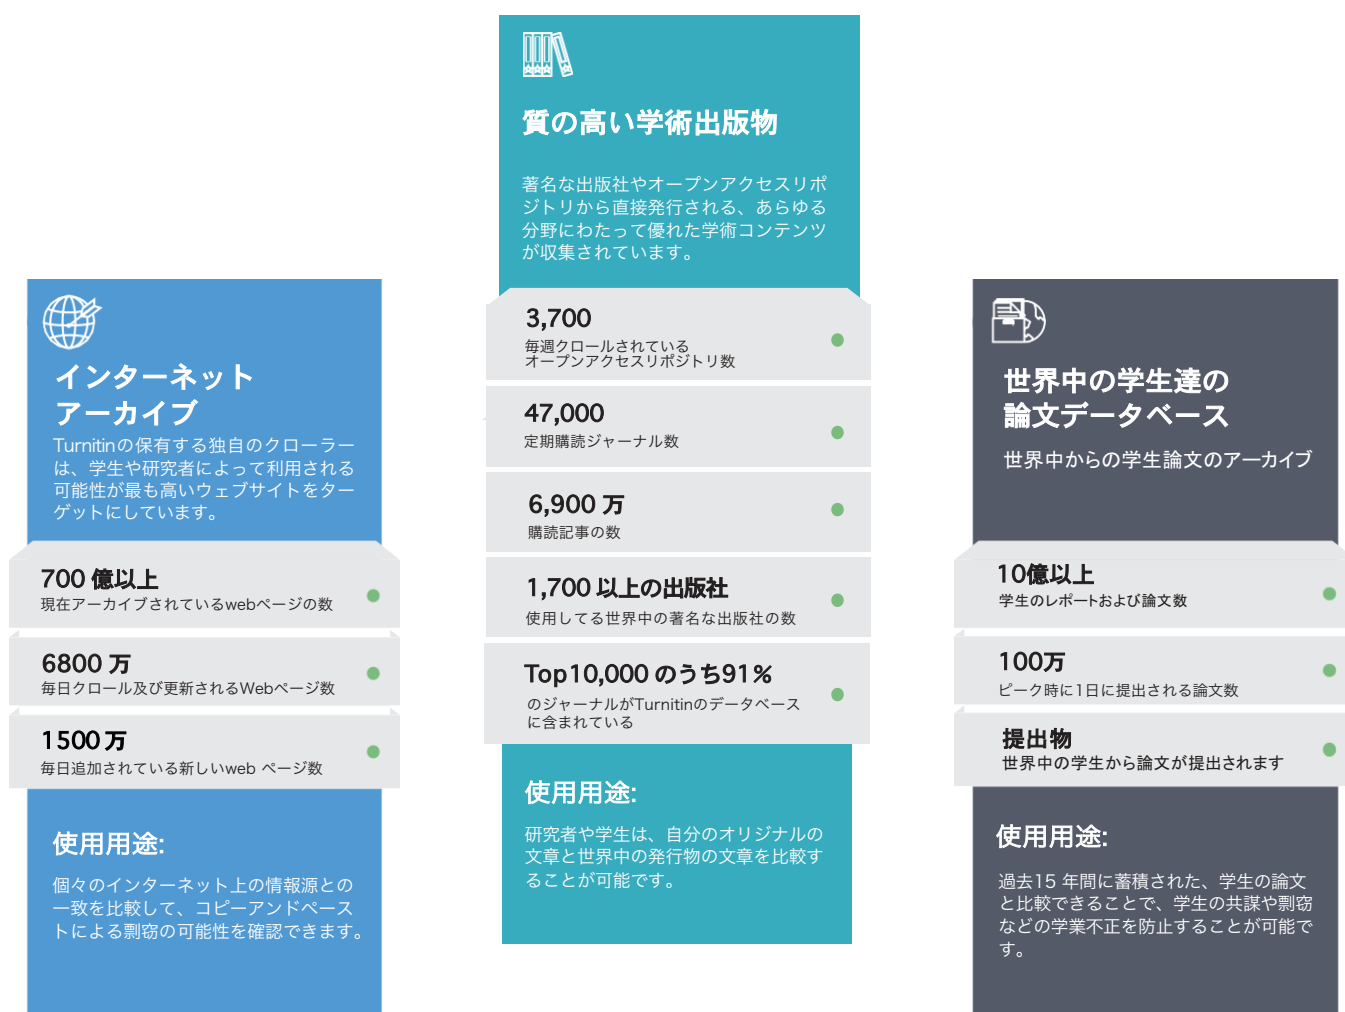 インターネット
アーカイブ
Turnitinの保有する独自のクローラー
は、学生や研究者によって利用される
可能性が最も高いウェブサイトをター
ゲットにしています。
700 億以上
現在アーカイブされているwebページの数
6800 万
毎日クロール及び更新されるWebページ数
1500 万
毎日追加されている新しいweb ページ数
使用用途:
個々のインターネット上の情報源との
一致を比較して、コピーアンドペース
トによる剽窃の可能性を確認できます。
質の高い学術出版物
著名な出版社やオープンアクセスリポ
ジトリから直接発行される、あらゆる
分野にわたって優れた学術コンテンツ
が収集されています。
3,700
毎週クロールされている
オープンアクセスリポジトリ数
47,000
定期購読ジャーナル数
6,900 万
購読記事の数
1,700 以上の出版社
使用してる世界中の著名な出版社の数
Top10,000 のうち91%
のジャーナルがTurnitinのデータベース
に含まれている
使用用途:
研究者や学生は、自分のオリジナルの
文章と世界中の発行物の文章を比較す
ることが可能です。
世界中の学生達の
論文データベース
世界中からの学生論文のアーカイブ
10億以上
学生のレポートおよび論文数
100万
ピーク時に1日に提出される論文数
提出物
世界中の学生から論文が提出されます
使用用途:
過去15 年間に蓄積された、学生の論文
と比較できることで、学生の共謀や剽窃
などの学業不正を防止することが可能で
す。